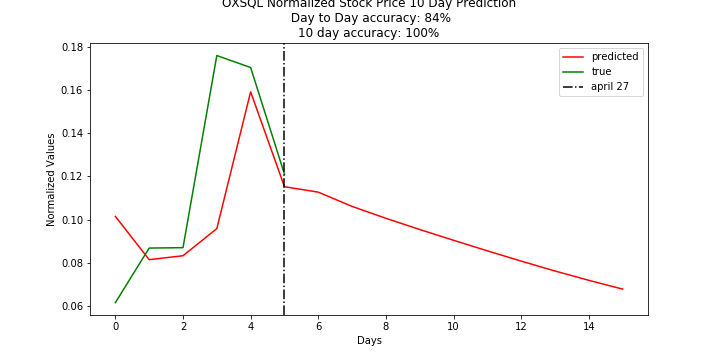 OXSQL Normalized Stock Price 10 Day Prediction
Day to Day accuracy: 84%
10 day accuracy: 100%
predicted
true
april 27
0.18
0.16
0.14
0.12
0.10
0.08
0.06
Normalized Values
0
2
4
6
8
10
12
14
Days